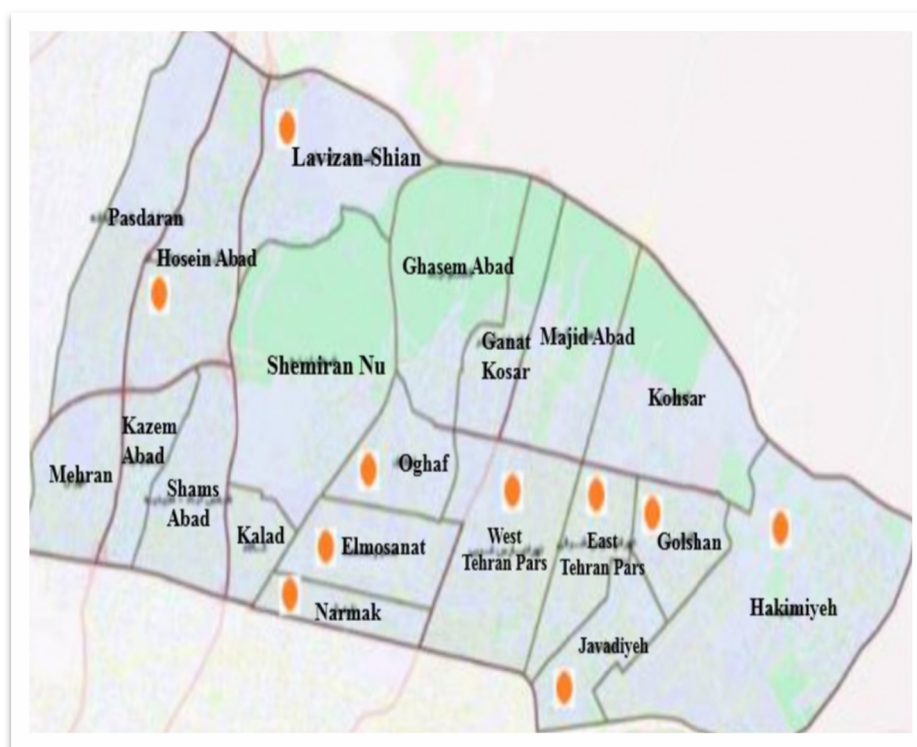 Lavizan-Shian
Pasdaran
Hosein Abad
Ghasem Abad
Ganat
Kosar
Majid Abad
Shemiran Nu
Kohsar
Kazem
Abad
Mehran
Oghaf
Shams
Abad
Kalad
Elmosanat
West
Tehran Pars
East
Tehran Pars
Golshan
Narmak
Hakimiyeh
Javadiyeh